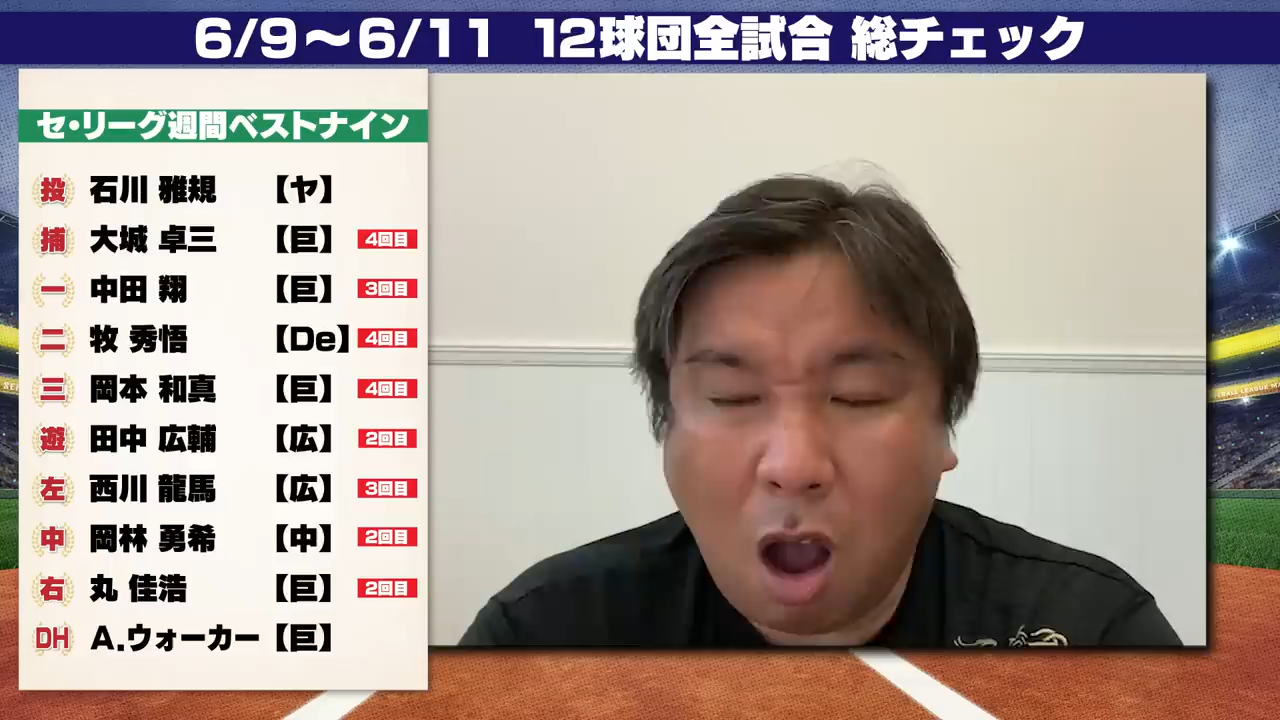 6/9〜6/11 12球団全試合 総チェック
セ・リーグ週間ベストナイン
投 石川 雅規 【ヤ】
捕 大城 卓三 【巨】 4回目
一 中田 翔 【巨】 3回目
二 牧 秀悟 【De】 4回目
三 岡本 和真 【巨】 4回目
遊 田中 広輔 【広】 2回目
左 西川 龍馬 【広】 3回目
中 岡林 勇希 【中】 2回目
右 丸 佳浩 【巨】 2回目
DH A.ウォーカー 【巨】